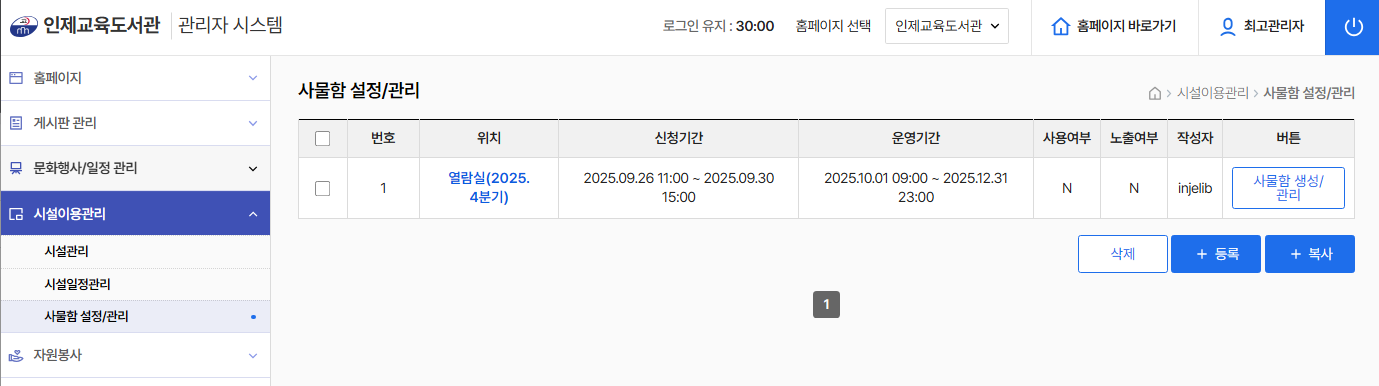 인제교육도서관 관리자 시스템 로그인 유지 : 30:00 홈페이지 선택 인제교육도서관 홈페이지 바로가기 최고관리자
홈페이지
게시판 관리
문화행사/일정 관리
시설이용관리
시설관리
시설일정관리
사물함 설정/관리
자원봉사
사물함 설정/관리
시설이용관리 > 사물함 설정/관리
번호 위치 신청기간 운영기간 사용여부 노출여부 작성자 버튼
1 열람실(2025. 2025.09.26 11:00 ~ 2025.09.30 2025.10.01 09:00 ~ 2025.12.31 N N injelib 사물함 생성/
4분기) 15:00 23:00 관리
삭제 + 등록 + 복사
1